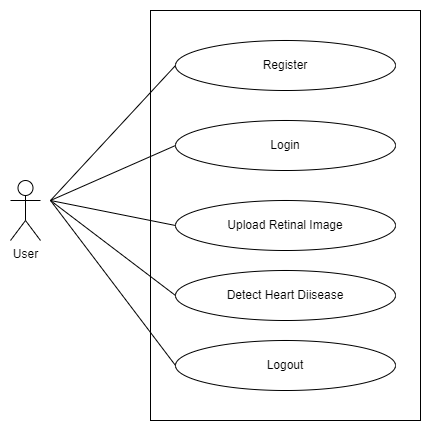 Register
Login
Upload Retinal Image
User
Detect Heart Diisease
Logout